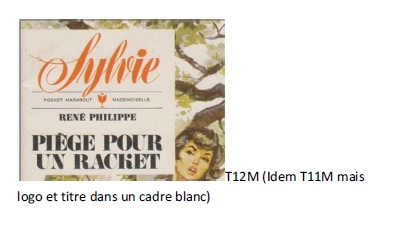 Sylvie
POCKET MARABOUT MADEMOISELLE
RENÉ PHILIPPE
PIÈGE POUR
UN RACKET
T12M (Idem T11M mais
logo et titre dans un cadre blanc)